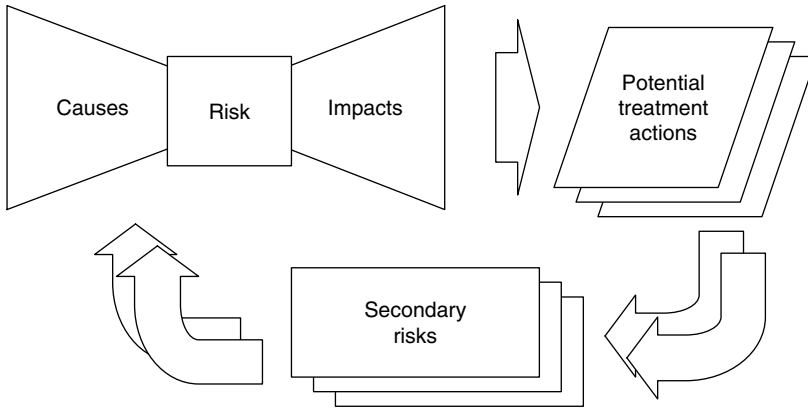 Causes
Risk
Impacts
Potential
treatment
actions
Secondary
risks